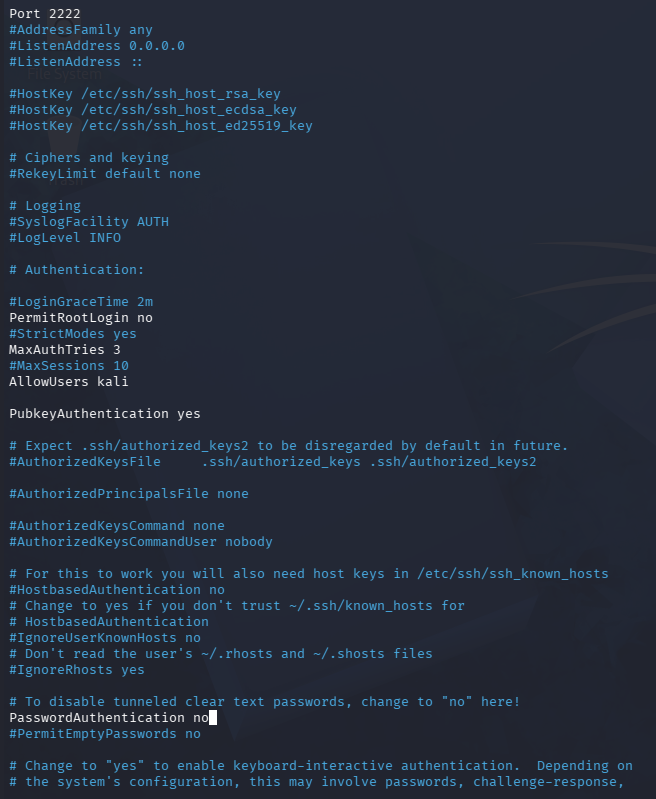 Port 2222
#AddressFamily any
#ListenAddress 0.0.0.0
#ListenAddress ::
#HostKey /etc/ssh/ssh_host_rsa_key
#HostKey /etc/ssh/ssh_host_ecdsa_key
#HostKey /etc/ssh/ssh_host_ed25519_key
# Ciphers and keying
#RekeyLimit default none
# Logging
#SyslogFacility AUTH
#LogLevel INFO
# Authentication:
#LoginGraceTime 2m
PermitRootLogin no
#StrictModes yes
MaxAuthTries 3
#MaxSessions 10
AllowUsers kali
PubkeyAuthentication yes
# Expect .ssh/authorized_keys2 to be disregarded by default in future.
#AuthorizedKeysFile     .ssh/authorized_keys .ssh/authorized_keys2
#AuthorizedPrincipalsFile none
#AuthorizedKeysCommand none
#AuthorizedKeysCommandUser nobody
# For this to work you will also need host keys in /etc/ssh/ssh_known_hosts
#HostbasedAuthentication no
# Change to yes if you don't trust ~/.ssh/known_hosts for
# HostbasedAuthentication
#IgnoreUserKnownHosts no
# Don't read the user's ~/.rhosts and ~/.shosts files
#IgnoreRhosts yes
# To disable tunneled clear text passwords, change to "no" here!
PasswordAuthentication no
#PermitEmptyPasswords no
# Change to "yes" to enable keyboard-interactive authentication.  Depending on
# the system's configuration, this may involve passwords, challenge-response,